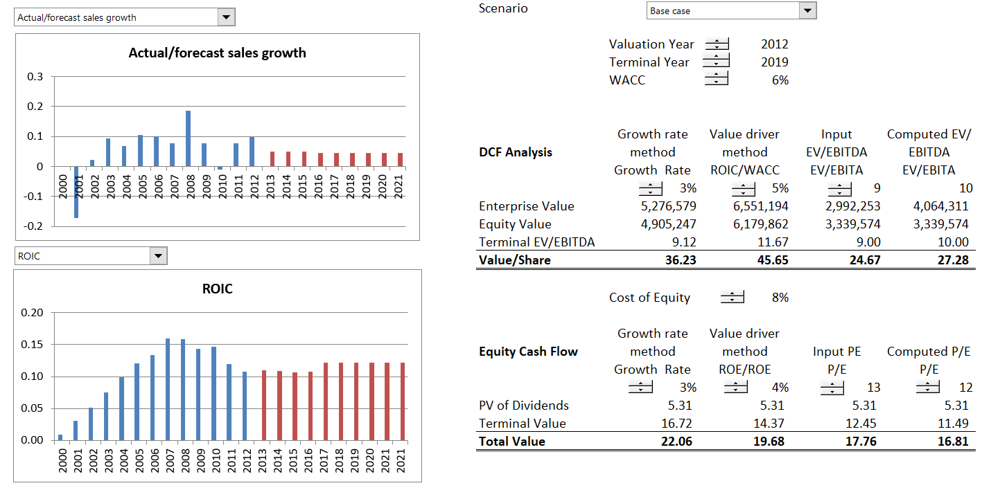 Actual/forecast sales growth
Actual/forecast sales growth
0.3
0.2
0.1
0
-0.1
-0.2
2000 2001 2002 2003 2004 2005 2006 2007 2008 2009 2010 2011 2012 2013 2014 2015 2016 2017 2018 2019 2020 2021
ROIC
ROIC
0.20
0.15
0.10
0.05
0.00
2000 2001 2002 2003 2004 2005 2006 2007 2008 2009 2010 2011 2012 2013 2014 2015 2016 2017 2018 2019 2020 2021 2021
Scenario Base case
Valuation Year 2012
Terminal Year 2019
WACC 6%
Growth rate Value driver Input Computed EV/
DCF Analysis method method EV/EBITDA EBITDA
Growth Rate ROIC/WACC EV/EBITA EV/EBITA
3% 5% 9 10
Enterprise Value 5,276,579 6,551,194 2,992,253 4,064,311
Equity Value 4,905,247 6,179,862 3,339,574 3,339,574
Terminal EV/EBITDA 9.12 11.67 9.00 10.00
Value/Share 36.23 45.65 24.67 27.28
Cost of Equity 8%
Growth rate Value driver
Equity Cash Flow method method Input PE Computed P/E
Growth Rate ROE/ROE P/E P/E
3% 4% 13 12
PV of Dividends 5.31 5.31 5.31 5.31
Terminal Value 16.72 14.37 12.45 11.49
Total Value 22.06 19.68 17.76 16.81